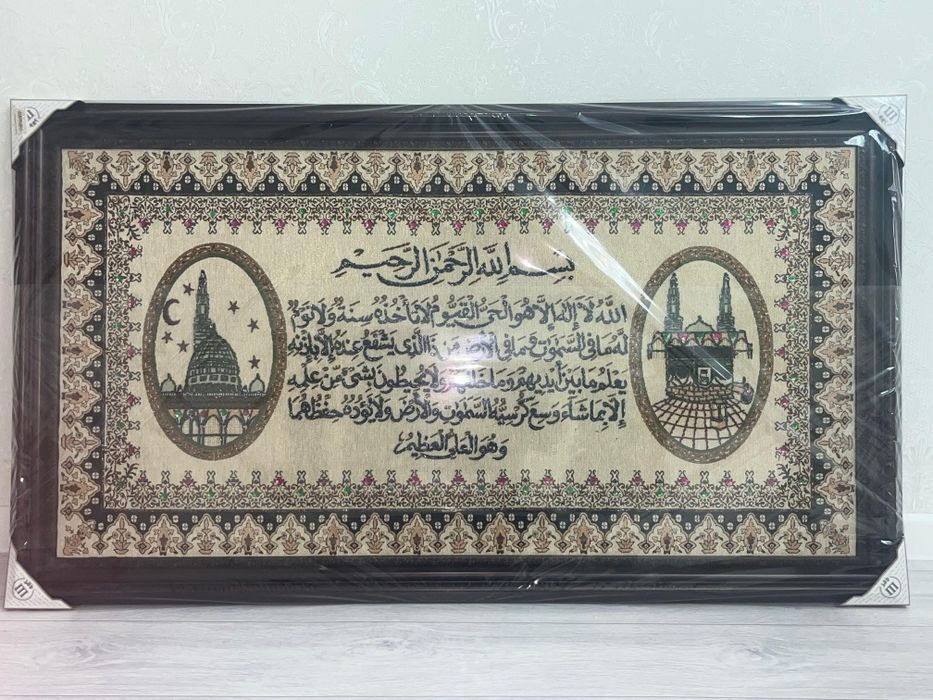 بسم الله الرحمن الرحيم
الله لا إله إلا هو الحي القيوم لا تأخذه سنة ولا نوم
له ما في السموت وما في الأرض من ذا الذي يشفع عنده إلا بإذنه
يعلم ما بين أيديهم وما خلفهم ولا يحيطون بشيء من علمه
إلا بما شاء وسع كرسيه السموت والأرض ولا يؤده حفظهما
وهو العلي العظيم